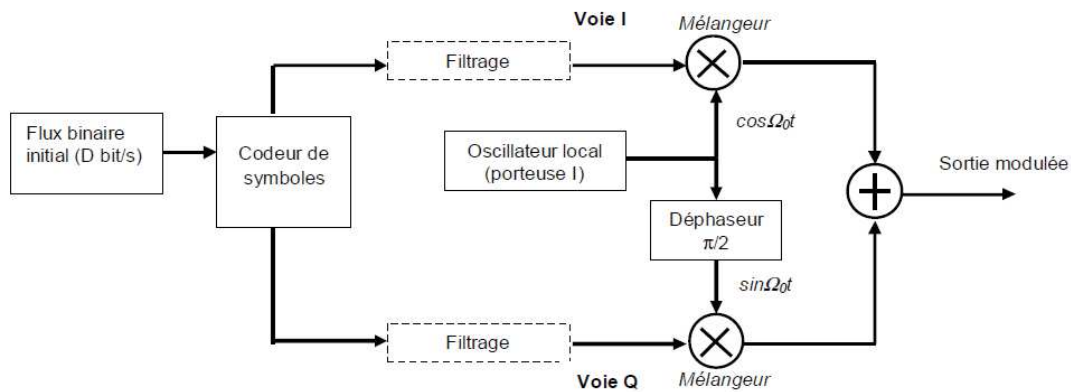 Voie I
Mélangeur
Filtrage
cosΩ₀t
Flux binaire
initial (D bit/s)
Codeur de
symboles
Oscillateur local
(porteuse I)
Sortie modulée
Déphaseur
π/2
sinΩ₀t
Filtrage
Voie Q
Mélangeur